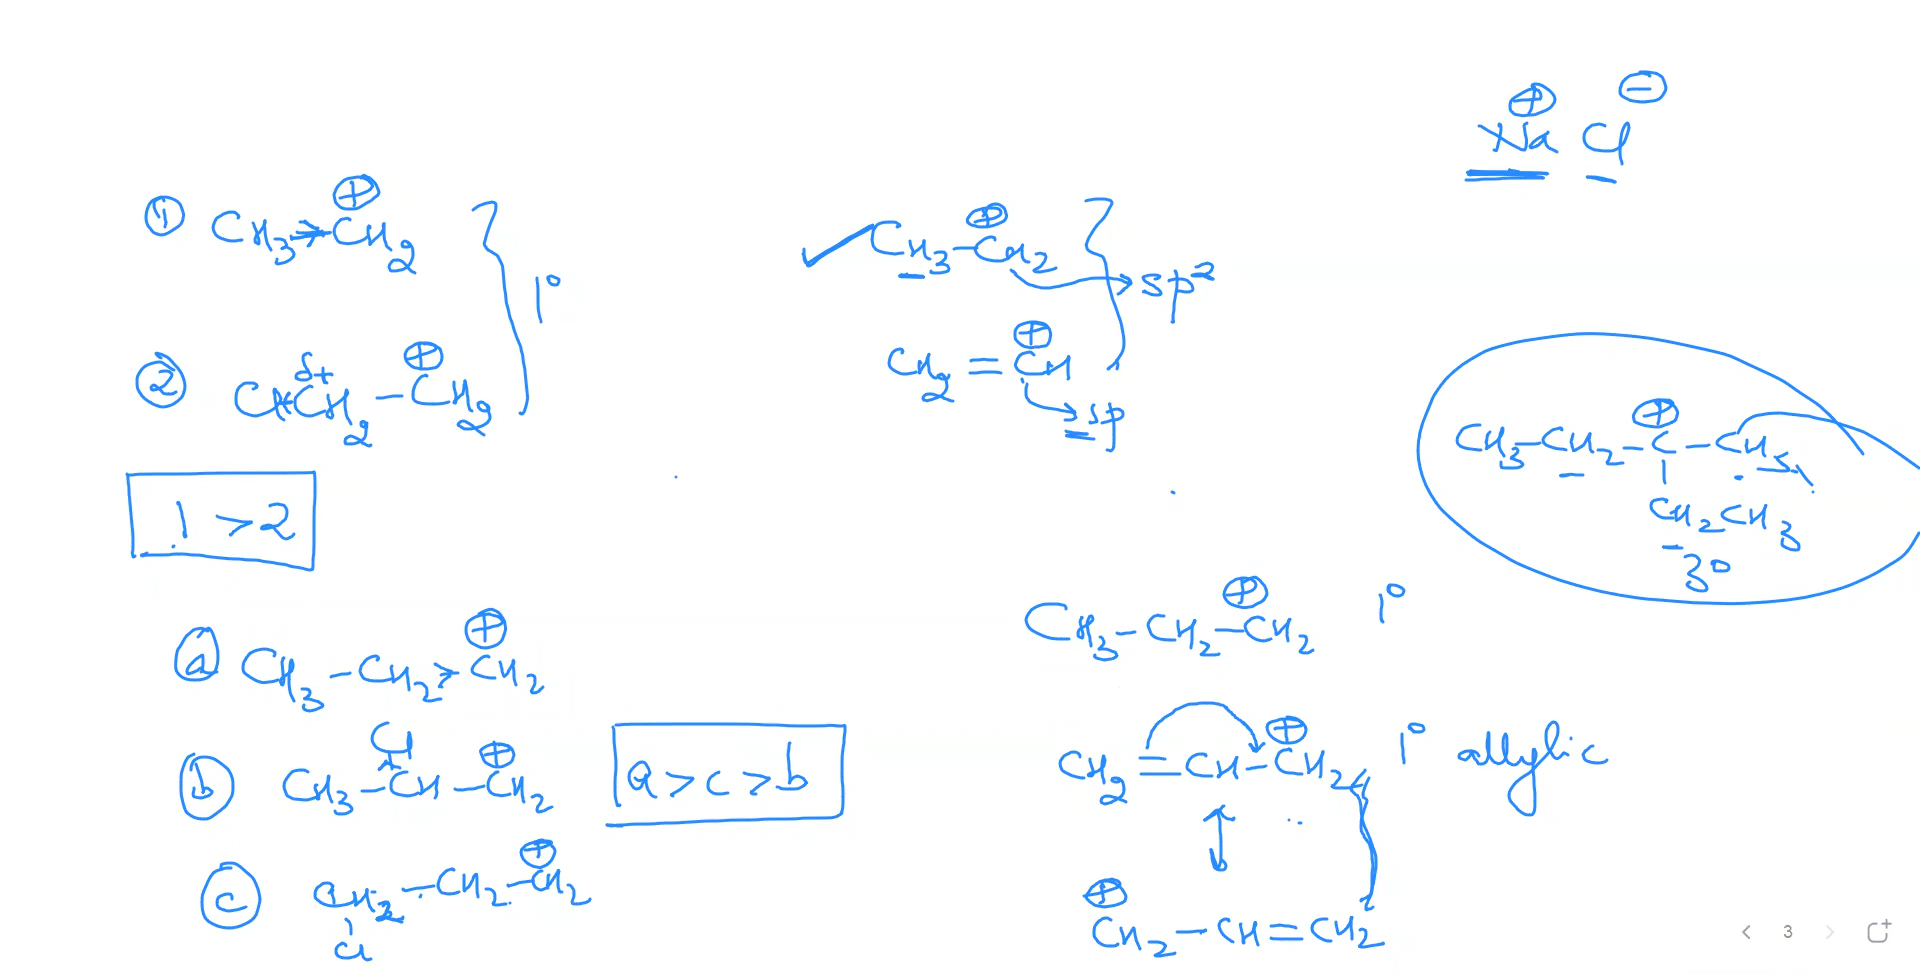 ⊕ ⊖
Na Cl
① CH3→CH2 ⊕
② Cl←CH2 δ+ – CH2 ⊕
1°
1 > 2
✓ CH3–CH2 ⊕ → sp²
CH2=CH ⊕
→ sp
CH3–CH2–C ⊕ –CH3
CH2CH3
3°
ⓐ CH3–CH2→CH2 ⊕
Cl
ⓑ CH3–CH–CH2 ⊕
a > c > b
ⓒ CH2–CH2–CH2 ⊕
Cl
CH3–CH2–CH2 ⊕ 1°
CH2=CH–CH2 ⊕ 1° allylic
↕
⊕
CH2–CH=CH2
3